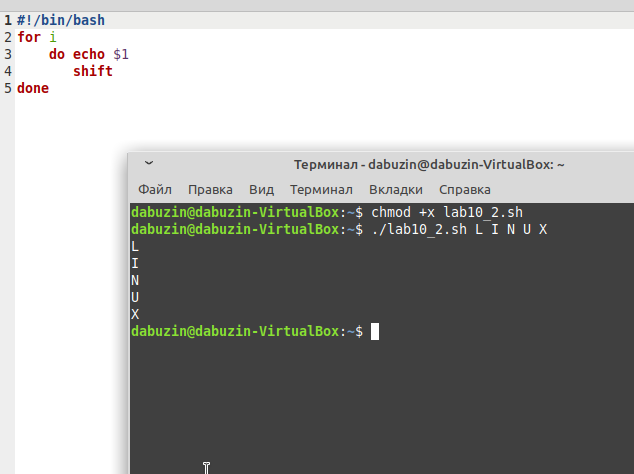 1 #!/bin/bash
2 for i
3     do echo $1
4        shift
5 done
Терминал - dabuzin@dabuzin-VirtualBox: ~
Файл Правка Вид Терминал Вкладки Справка
dabuzin@dabuzin-VirtualBox:~$ chmod +x lab10_2.sh
dabuzin@dabuzin-VirtualBox:~$ ./lab10_2.sh L I N U X
L
I
N
U
X
dabuzin@dabuzin-VirtualBox:~$